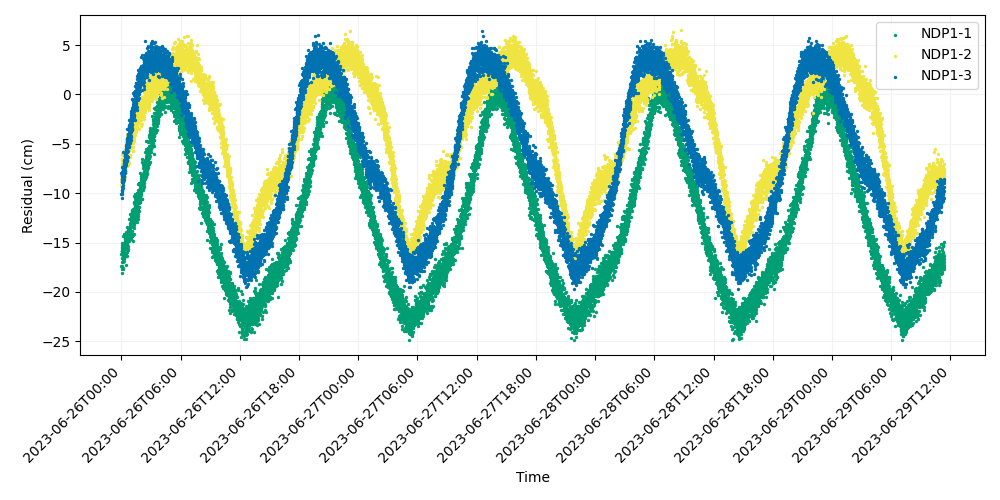 NDP1-1
NDP1-2
NDP1-3
Residual (cm)
5
0
−5
−10
−15
−20
−25
2023-06-26T00:00
2023-06-26T06:00
2023-06-26T12:00
2023-06-26T18:00
2023-06-27T00:00
2023-06-27T06:00
2023-06-27T12:00
2023-06-27T18:00
2023-06-28T00:00
2023-06-28T06:00
2023-06-28T12:00
2023-06-28T18:00
2023-06-29T00:00
2023-06-29T06:00
2023-06-29T12:00
Time